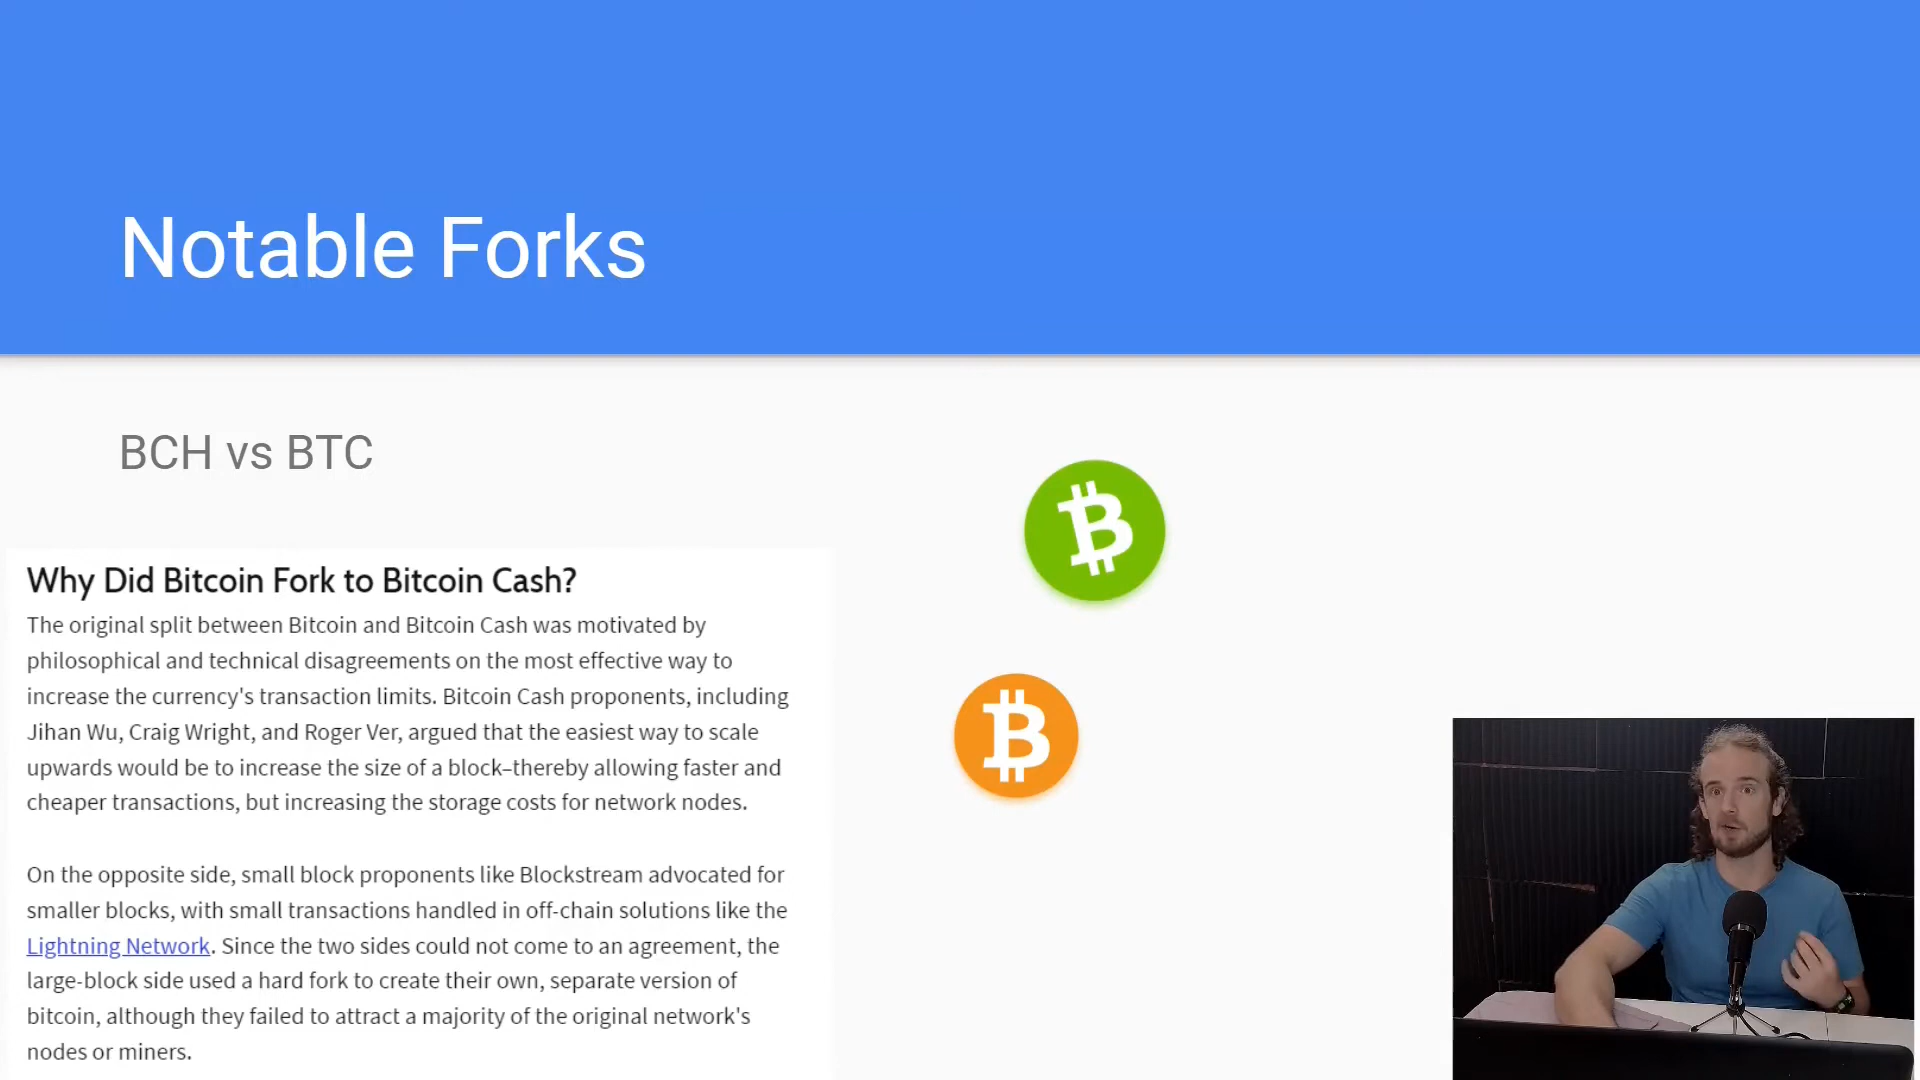 Notable Forks
BCH vs BTC
Why Did Bitcoin Fork to Bitcoin Cash?
The original split between Bitcoin and Bitcoin Cash was motivated by
philosophical and technical disagreements on the most effective way to
increase the currency's transaction limits. Bitcoin Cash proponents, including
Jihan Wu, Craig Wright, and Roger Ver, argued that the easiest way to scale
upwards would be to increase the size of a block–thereby allowing faster and
cheaper transactions, but increasing the storage costs for network nodes.
On the opposite side, small block proponents like Blockstream advocated for
smaller blocks, with small transactions handled in off-chain solutions like the
Lightning Network. Since the two sides could not come to an agreement, the
large-block side used a hard fork to create their own, separate version of
bitcoin, although they failed to attract a majority of the original network's
nodes or miners.